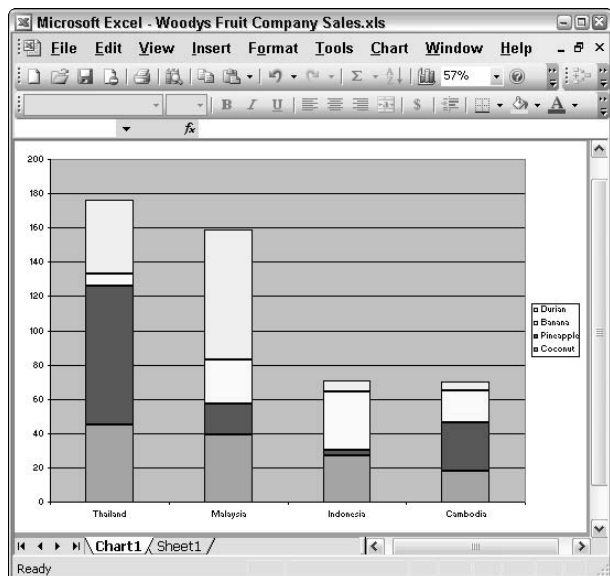 Microsoft Excel - Woodys Fruit Company Sales.xls
File Edit View Insert Format Tools Chart Window Help
Σ 57%
B I U $ A
fx
200
180
160
140
120
100
80
60
40
20
0
Durian
Banana
Pineapple
Coconut
Thailand Malaysia Indonesia Cambodia
Chart1 Sheet1
Ready